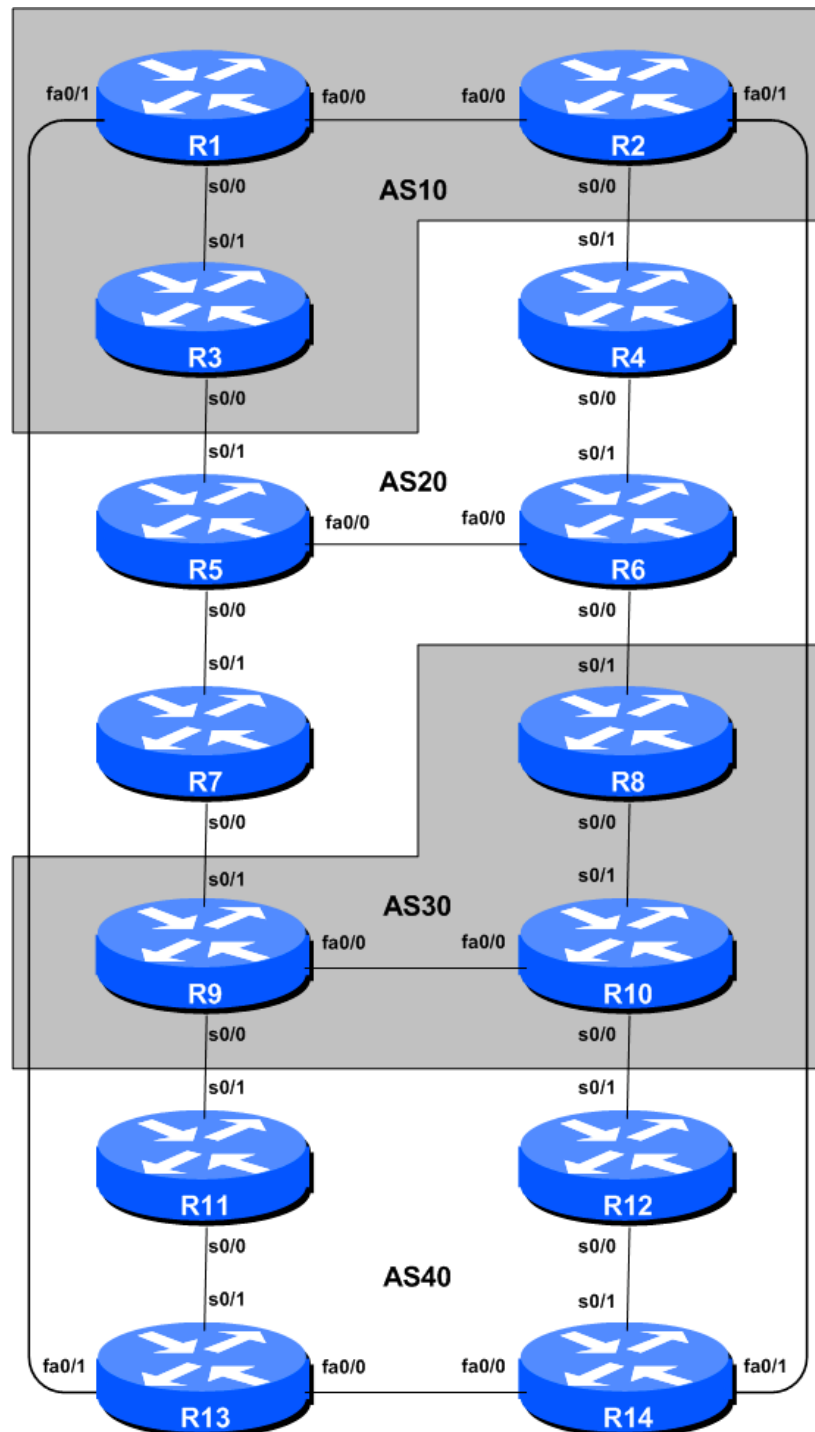 fa0/1 fa0/0 fa0/0 fa0/1
R1 R2
s0/0 AS10 s0/0
s0/1 s0/1
R3 R4
s0/0 s0/0
s0/1 AS20 s0/1
fa0/0 fa0/0
R5 R6
s0/0 s0/0
s0/1 s0/1
R7 R8
s0/0 s0/0
s0/1 AS30 s0/1
fa0/0 fa0/0
R9 R10
s0/0 s0/0
s0/1 s0/1
R11 R12
s0/0 AS40 s0/0
s0/1 s0/1
fa0/1 fa0/0 fa0/0 fa0/1
R13 R14